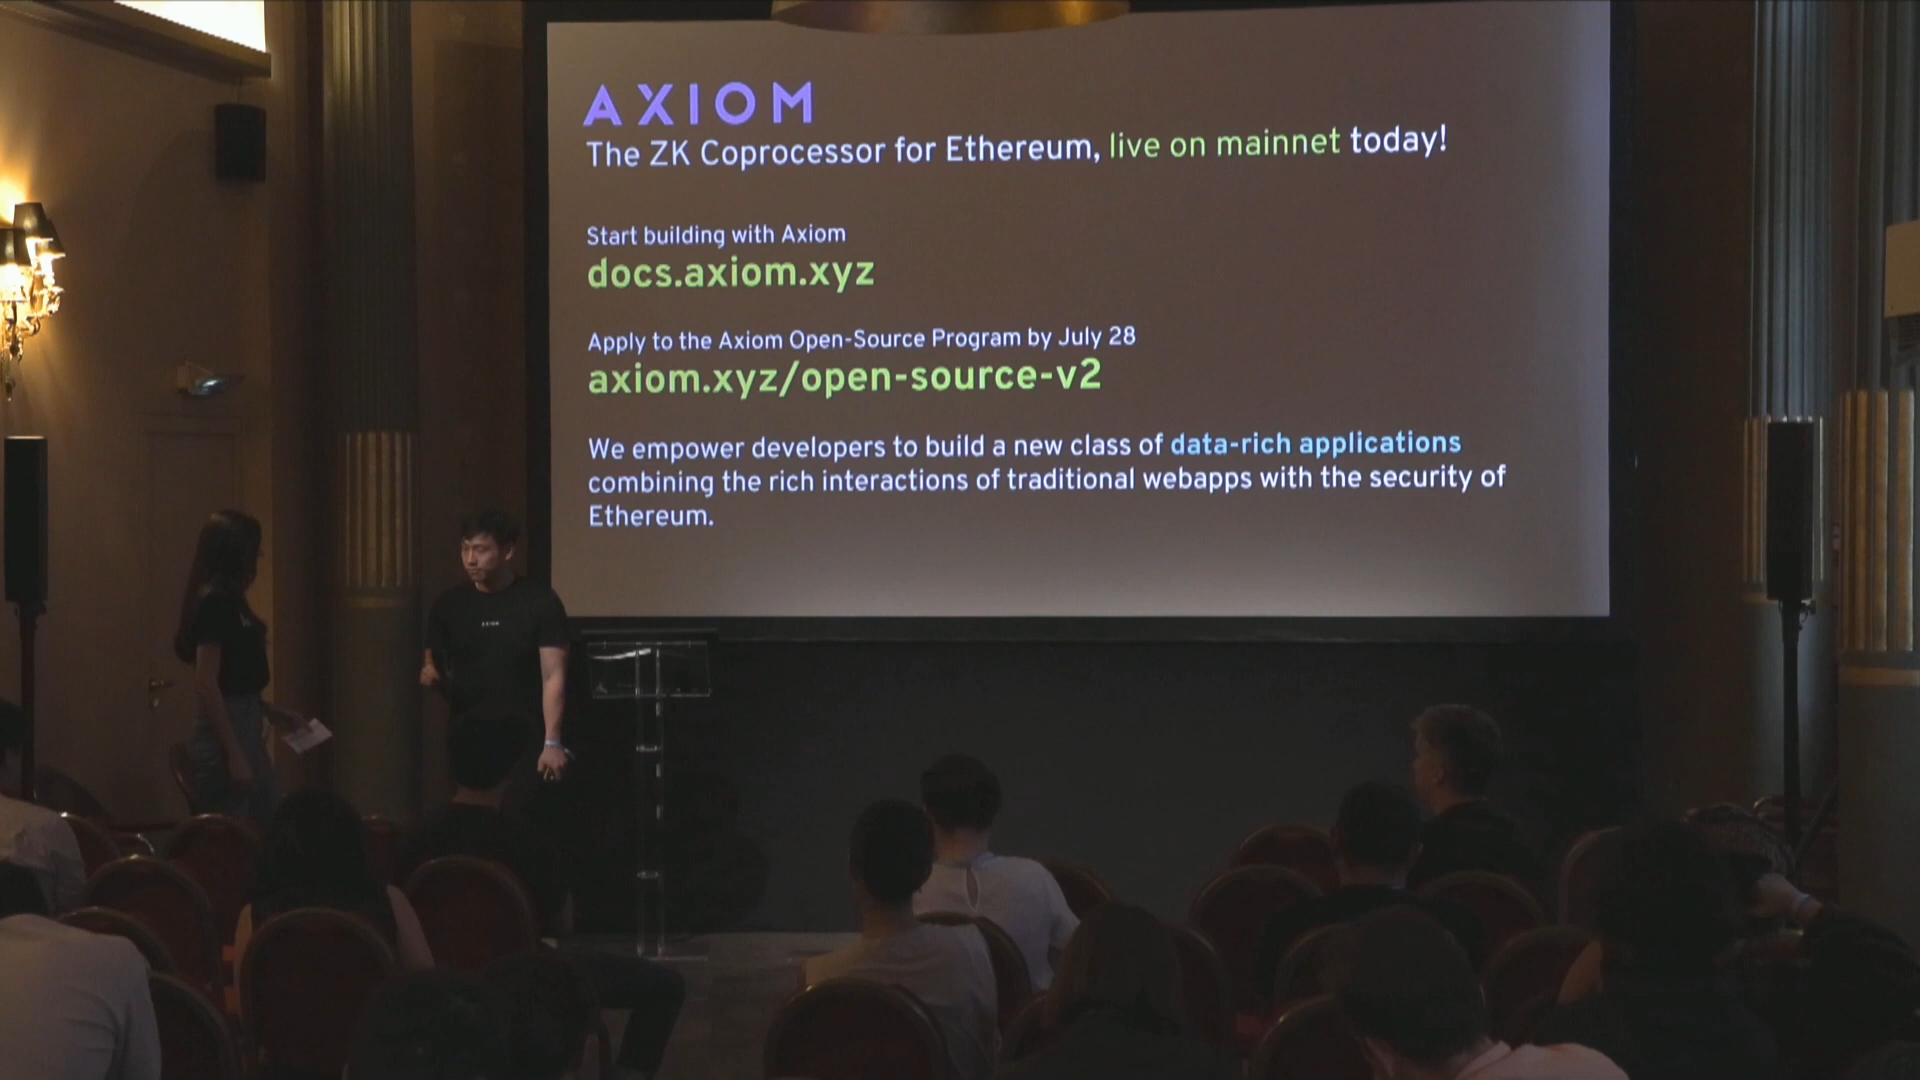 AXIOM
The ZK Coprocessor for Ethereum, live on mainnet today!
Start building with Axiom
docs.axiom.xyz
Apply to the Axiom Open-Source Program by July 28
axiom.xyz/open-source-v2
We empower developers to build a new class of data-rich applications
combining the rich interactions of traditional webapps with the security of
Ethereum.
AXIOM